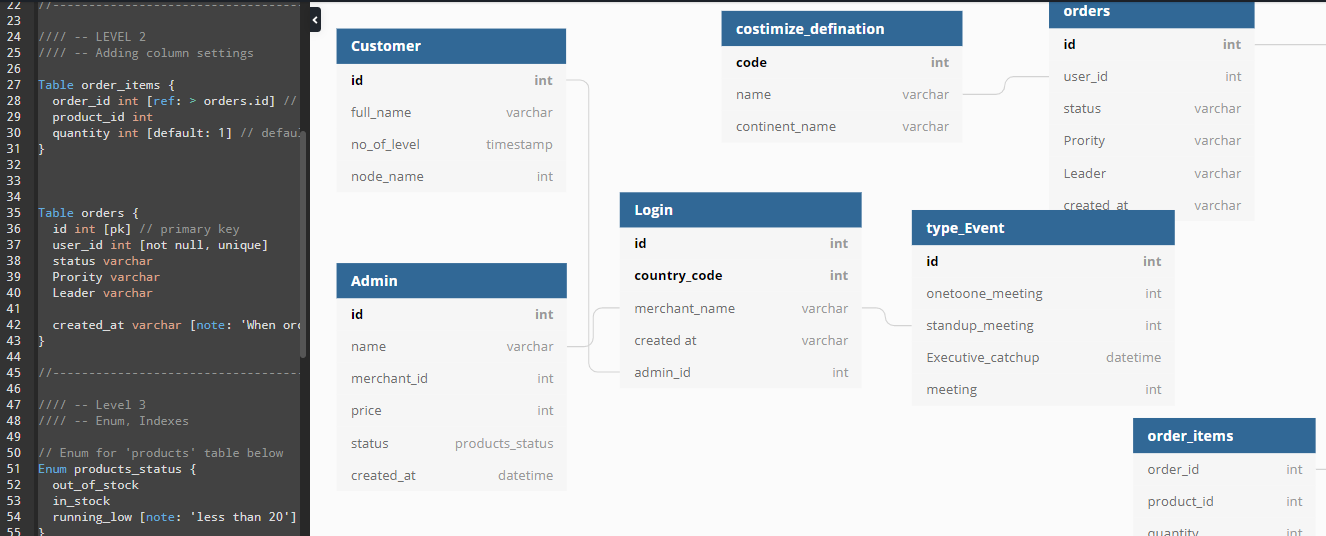 22 //----------------------------------
23
24 //// -- LEVEL 2
25 //// -- Adding column settings
26
27 Table order_items {
28 order_id int [ref: > orders.id] //
29 product_id int
30 quantity int [default: 1] // defau
31 }
32
33
34
35 Table orders {
36 id int [pk] // primary key
37 user_id int [not null, unique]
38 status varchar
39 Prority varchar
40 Leader varchar
41
42 created_at varchar [note: 'When ord
43 }
44
45 //----------------------------------
46
47 //// -- Level 3
48 //// -- Enum, Indexes
49
50 // Enum for 'products' table below
51 Enum products_status {
52 out_of_stock
53 in_stock
54 running_low [note: 'less than 20']
55 }
Customer
id int
full_name varchar
no_of_level timestamp
node_name int
Admin
id int
name varchar
merchant_id int
price int
status products_status
created_at datetime
costimize_defination
code int
name varchar
continent_name varchar
Login
id int
country_code int
merchant_name varchar
created at varchar
admin_id int
orders
id int
user_id int
status varchar
Prority varchar
Leader varchar
created_at varchar
type_Event
id int
onetoone_meeting int
standup_meeting int
Executive_catchup datetime
meeting int
order_items
order_id int
product_id int
quantity int